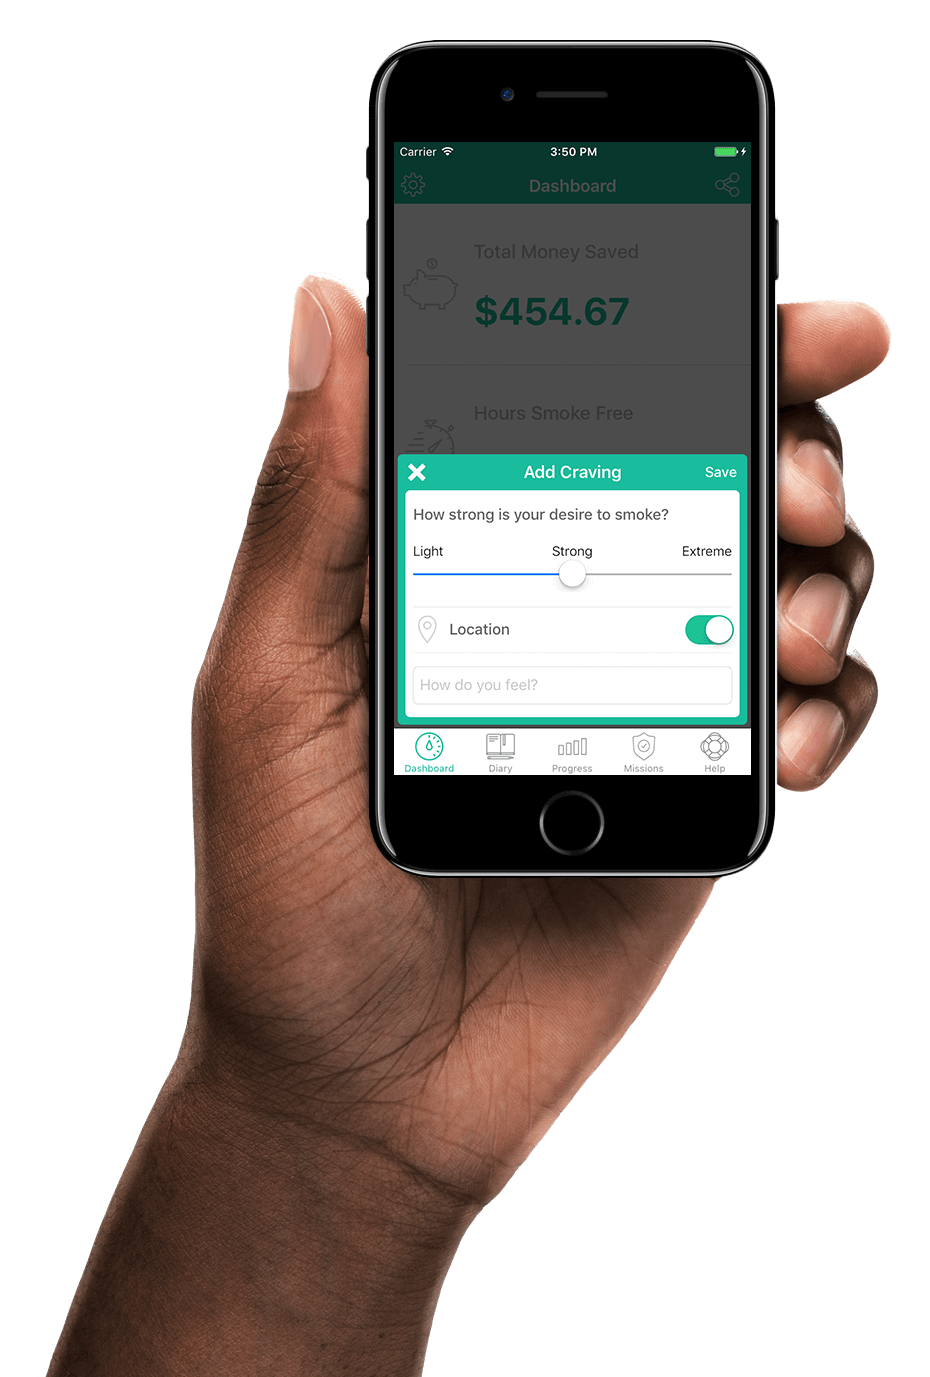 Carrier 3:50 PM
Dashboard
Total Money Saved
$
$454.67
Hours Smoke Free
Add Craving Save
How strong is your desire to smoke?
Light Strong Extreme
Location
How do you feel?
Dashboard Diary Progress Missions Help